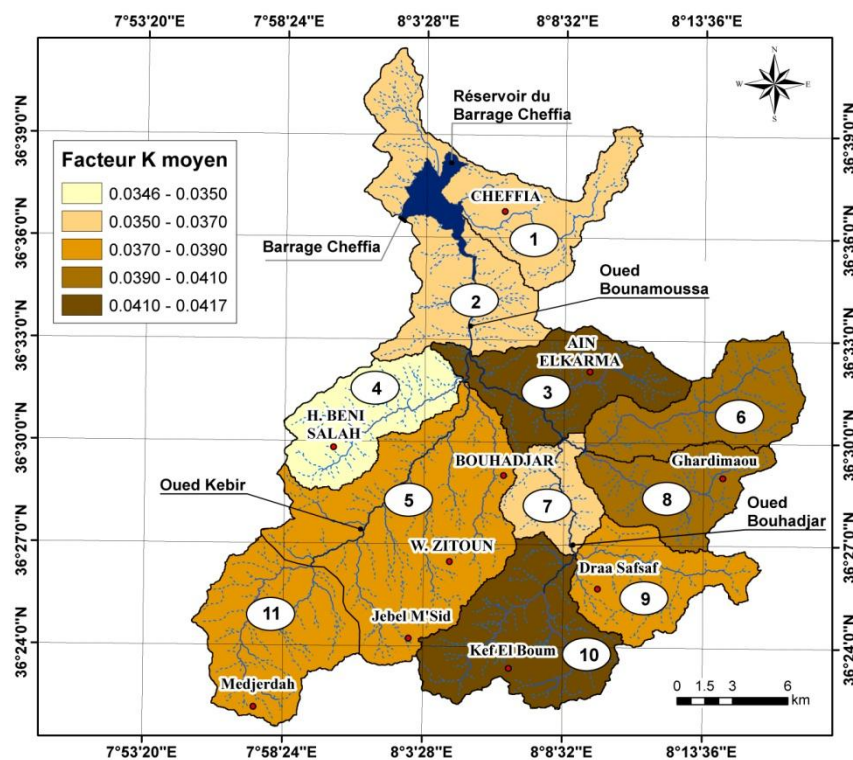 7°53'20"E 7°58'24"E 8°3'28"E 8°8'32"E 8°13'36"E
N
W E
S
36°39'0"N
36°36'0"N
36°33'0"N
36°30'0"N
36°27'0"N
36°24'0"N
Facteur K moyen
0.0346 - 0.0350
0.0350 - 0.0370
0.0370 - 0.0390
0.0390 - 0.0410
0.0410 - 0.0417
Réservoir du
Barrage Cheffia
CHEFFIA
1
Barrage Cheffia
2
Oued
Bounamoussa
AIN
ELKARMA
3
4
H. BENI
SALAH
6
BOUHADJAR
Ghardimaou
Oued Kebir
5
7
8
Oued
Bouhadjar
W. ZITOUN
Draa Safsaf
9
11
Jebel M'Sid
Kef El Boum
10
Medjerdah
0 1.5 3 6
km
36°39'0"N
36°36'0"N
36°33'0"N
36°30'0"N
36°27'0"N
36°24'0"N
7°53'20"E 7°58'24"E 8°3'28"E 8°8'32"E 8°13'36"E